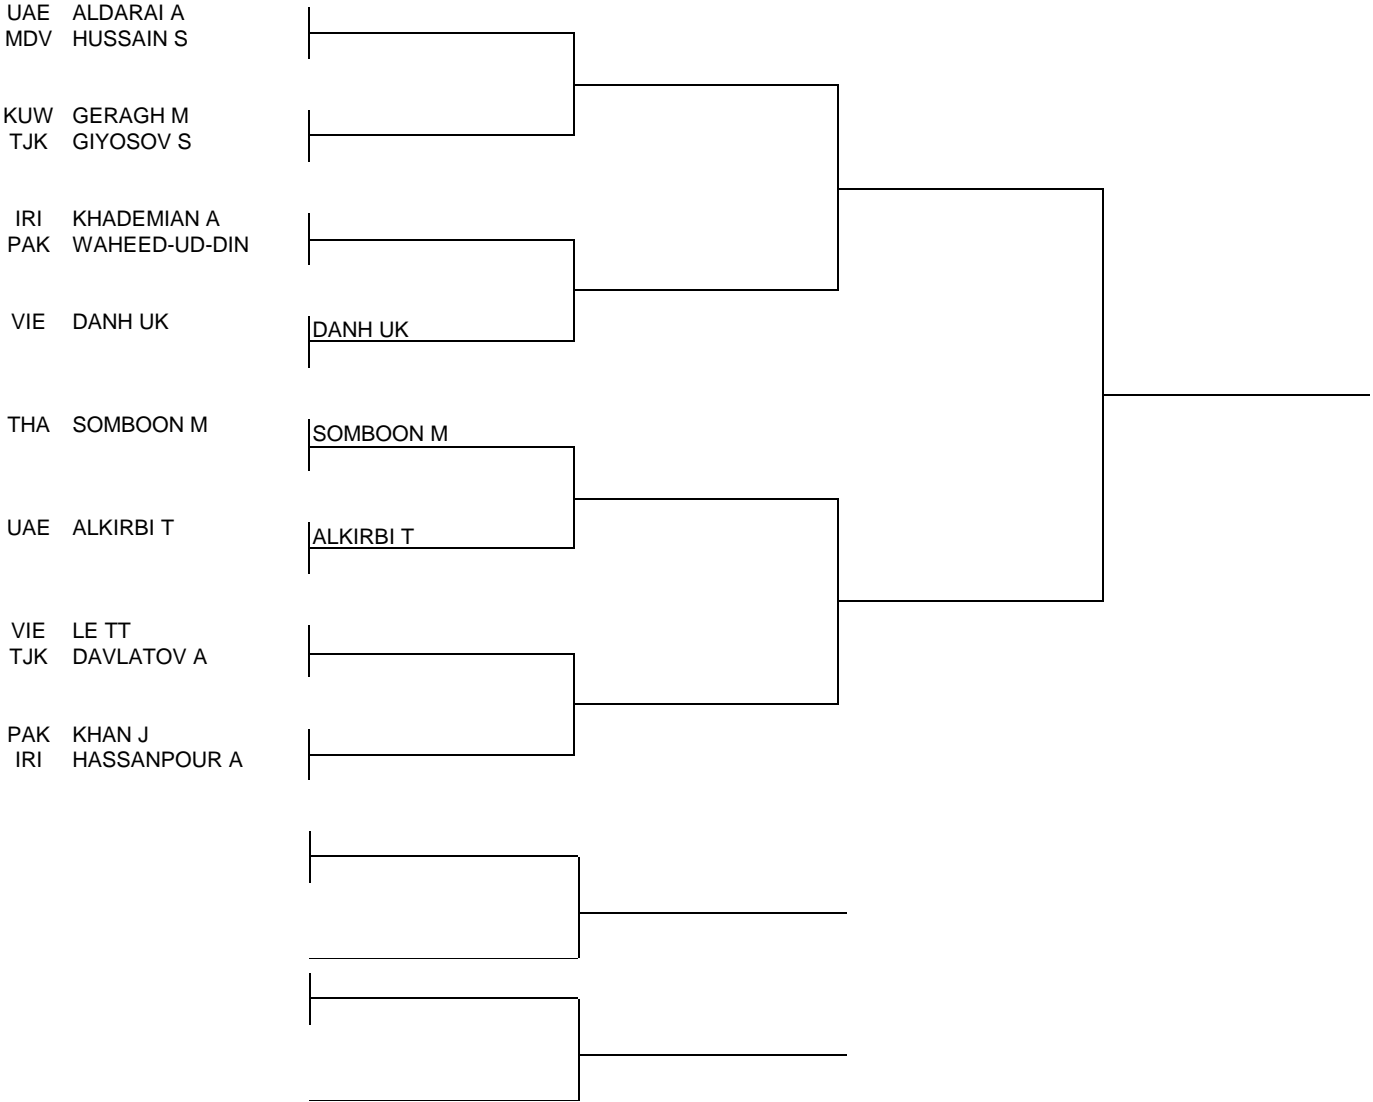 UAE ALDARAI A
MDV HUSSAIN S
KUW GERAGH M
TJK GIYOSOV S
IRI KHADEMIAN A
PAK WAHEED-UD-DIN
VIE DANH UK
DANH UK
THA SOMBOON M
SOMBOON M
UAE ALKIRBI T
ALKIRBI T
VIE LE TT
TJK DAVLATOV A
PAK KHAN J
IRI HASSANPOUR A